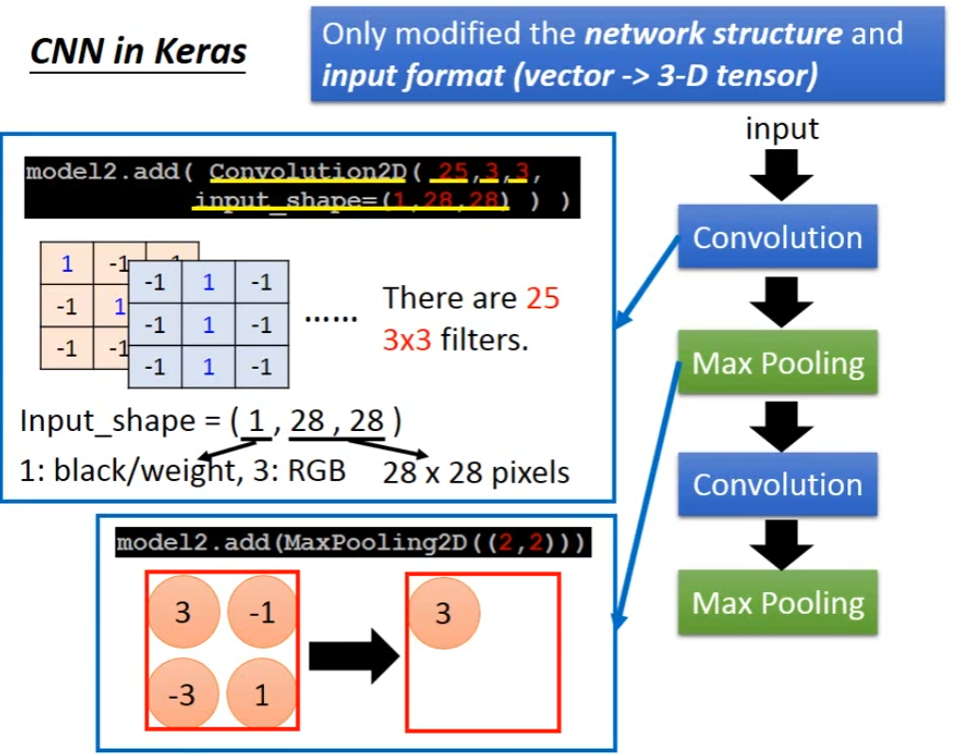 CNN in Keras
Only modified the network structure and
input format (vector -> 3-D tensor)
input
model2.add( Convolution2D( 25,3,3,
input_shape=(1,28,28) ) )
1 -1 -1
-1 1
-1 -1
-1 1 -1
-1 1 -1
-1 1 -1
......
There are 25
3x3 filters.
Input_shape = ( 1 , 28 , 28 )
1: black/weight, 3: RGB 28 x 28 pixels
model2.add(MaxPooling2D((2,2)))
3 -1
-3 1
3
Convolution
Max Pooling
Convolution
Max Pooling